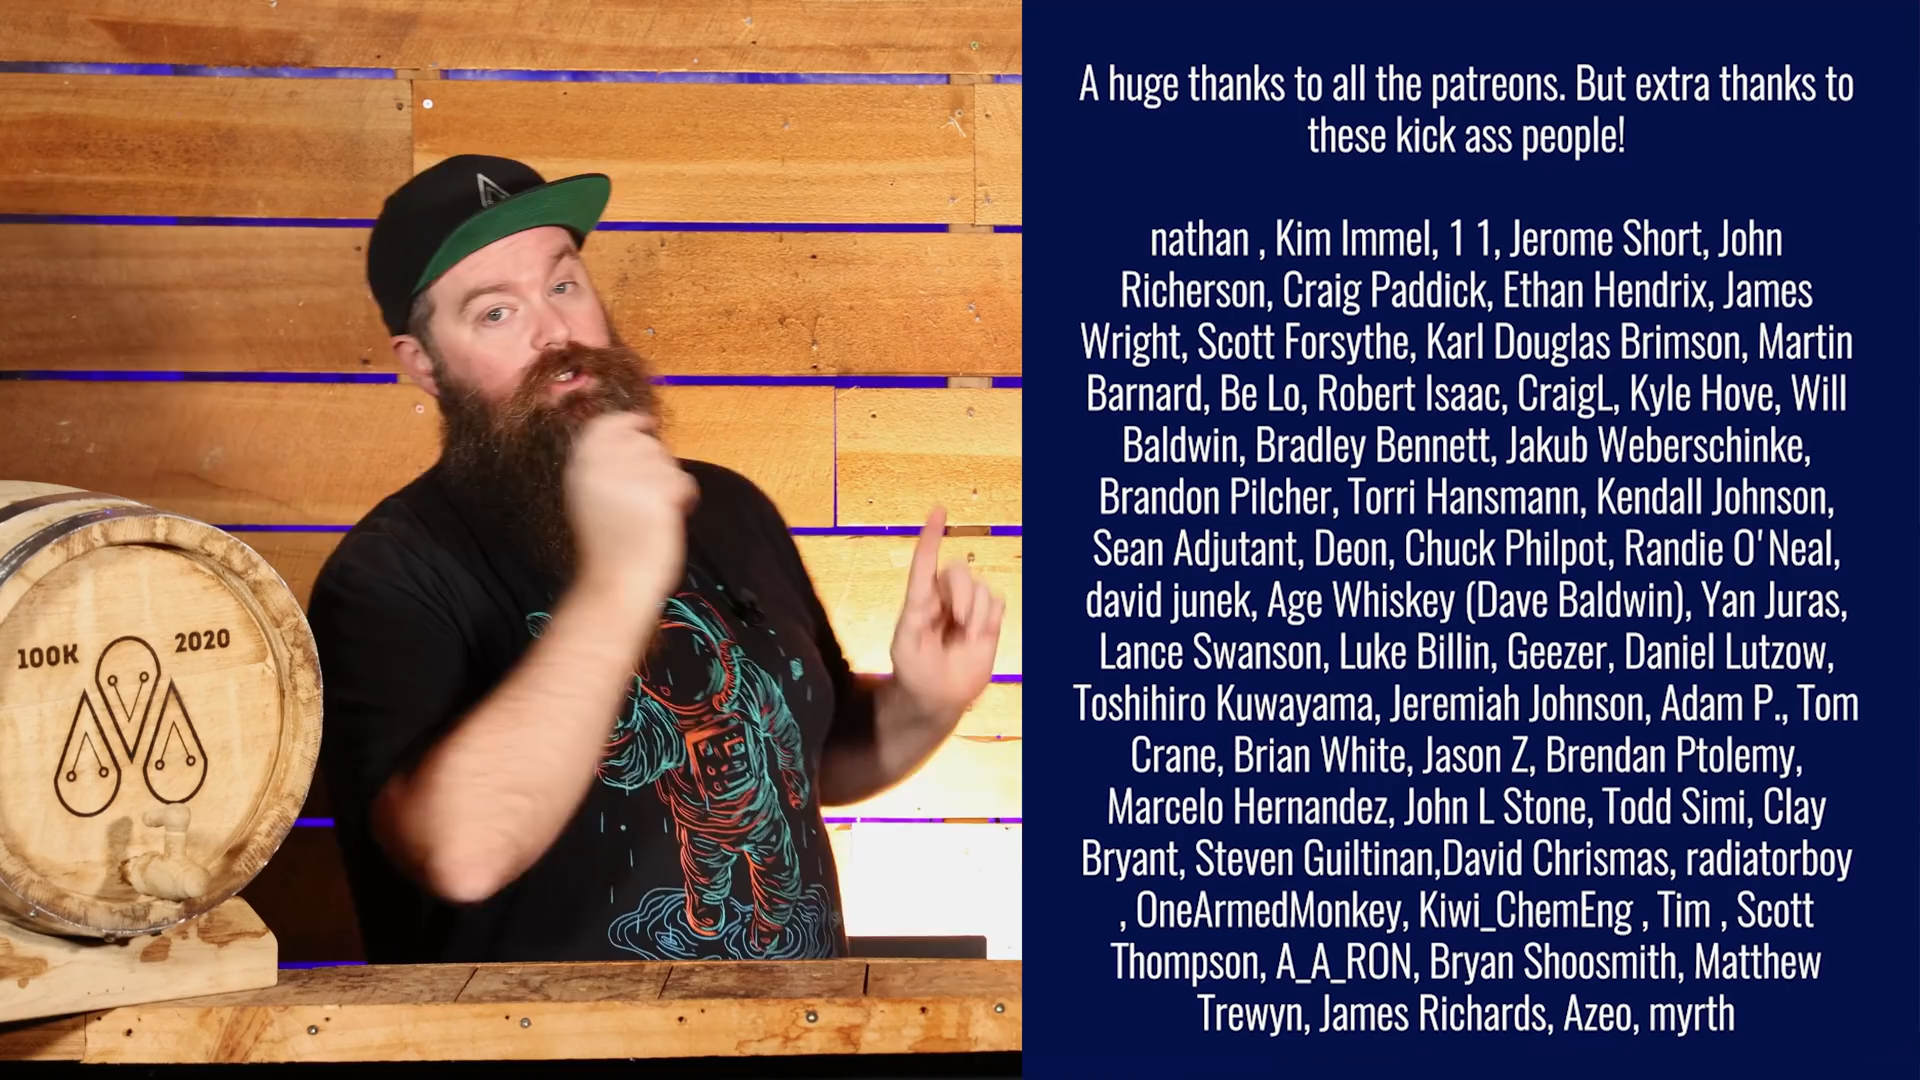 A huge thanks to all the patreons. But extra thanks to
these kick ass people!
nathan , Kim Immel, 1 1, Jerome Short, John
Richerson, Craig Paddick, Ethan Hendrix, James
Wright, Scott Forsythe, Karl Douglas Brimson, Martin
Barnard, Be Lo, Robert Isaac, CraigL, Kyle Hove, Will
Baldwin, Bradley Bennett, Jakub Weberschinke,
Brandon Pilcher, Torri Hansmann, Kendall Johnson,
Sean Adjutant, Deon, Chuck Philpot, Randie O'Neal,
david junek, Age Whiskey (Dave Baldwin), Yan Juras,
Lance Swanson, Luke Billin, Geezer, Daniel Lutzow,
Toshihiro Kuwayama, Jeremiah Johnson, Adam P., Tom
Crane, Brian White, Jason Z, Brendan Ptolemy,
Marcelo Hernandez, John L Stone, Todd Simi, Clay
Bryant, Steven Guiltinan,David Chrismas, radiatorboy
, OneArmedMonkey, Kiwi_ChemEng , Tim , Scott
Thompson, A_A_RON, Bryan Shoosmith, Matthew
Trewyn, James Richards, Azeo, myrth
100K 2020